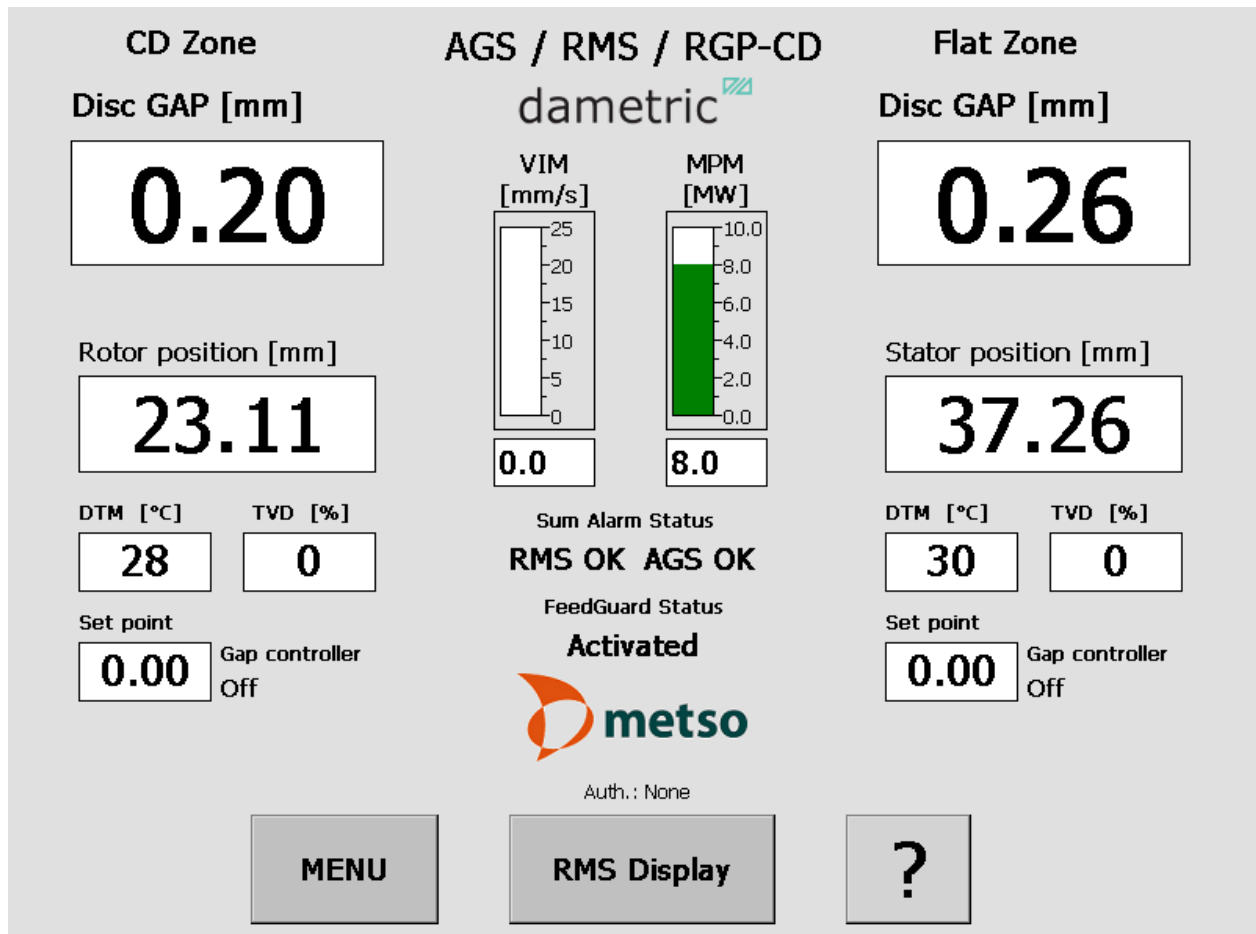 CD Zone
Disc GAP [mm]
0.20
Rotor position [mm]
23.11
DTM [°C] TVD [%]
28 0
Set point
0.00 Gap controller
Off
AGS / RMS / RGP-CD
dametric
VIM
[mm/s]
25
20
15
10
5
0
0.0
MPM
[MW]
10.0
8.0
6.0
4.0
2.0
0.0
8.0
Sum Alarm Status
RMS OK AGS OK
FeedGuard Status
Activated
metso
Auth.: None
Flat Zone
Disc GAP [mm]
0.26
Stator position [mm]
37.26
DTM [°C] TVD [%]
30 0
Set point
0.00 Gap controller
Off
MENU
RMS Display
?